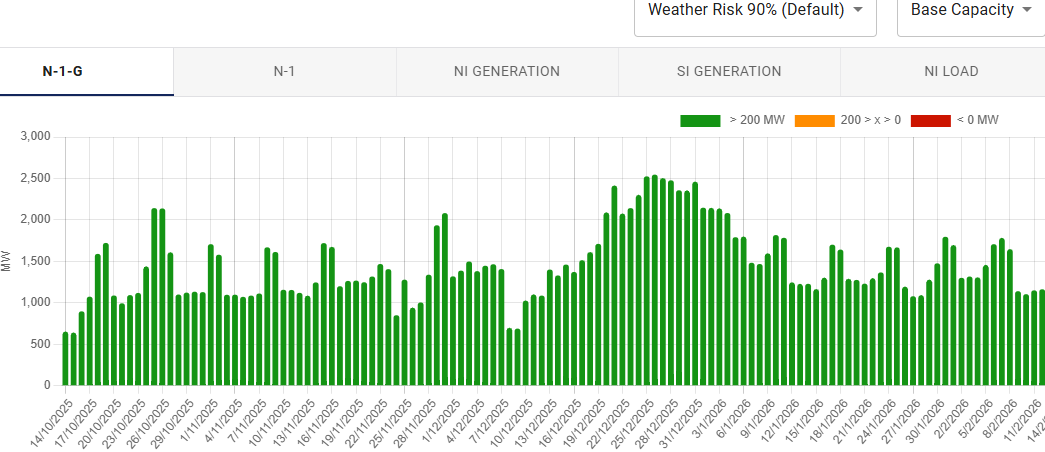 Weather Risk 90% (Default) Base Capacity
N-1-G N-1 NI GENERATION SI GENERATION NI LOAD
> 200 MW 200 > x > 0 < 0 MW
3,000
2,500
2,000
1,500
1,000
500
0
MW
14/10/2025 17/10/2025 20/10/2025 23/10/2025 26/10/2025 29/10/2025 1/11/2025 4/11/2025 7/11/2025 10/11/2025 13/11/2025 16/11/2025 19/11/2025 22/11/2025 25/11/2025 28/11/2025 1/12/2025 4/12/2025 7/12/2025 10/12/2025 13/12/2025 16/12/2025 19/12/2025 22/12/2025 25/12/2025 28/12/2025 31/12/2025 3/1/2026 6/1/2026 9/1/2026 12/1/2026 15/1/2026 18/1/2026 21/1/2026 24/1/2026 27/1/2026 30/1/2026 2/2/2026 5/2/2026 8/2/2026 11/2/2026